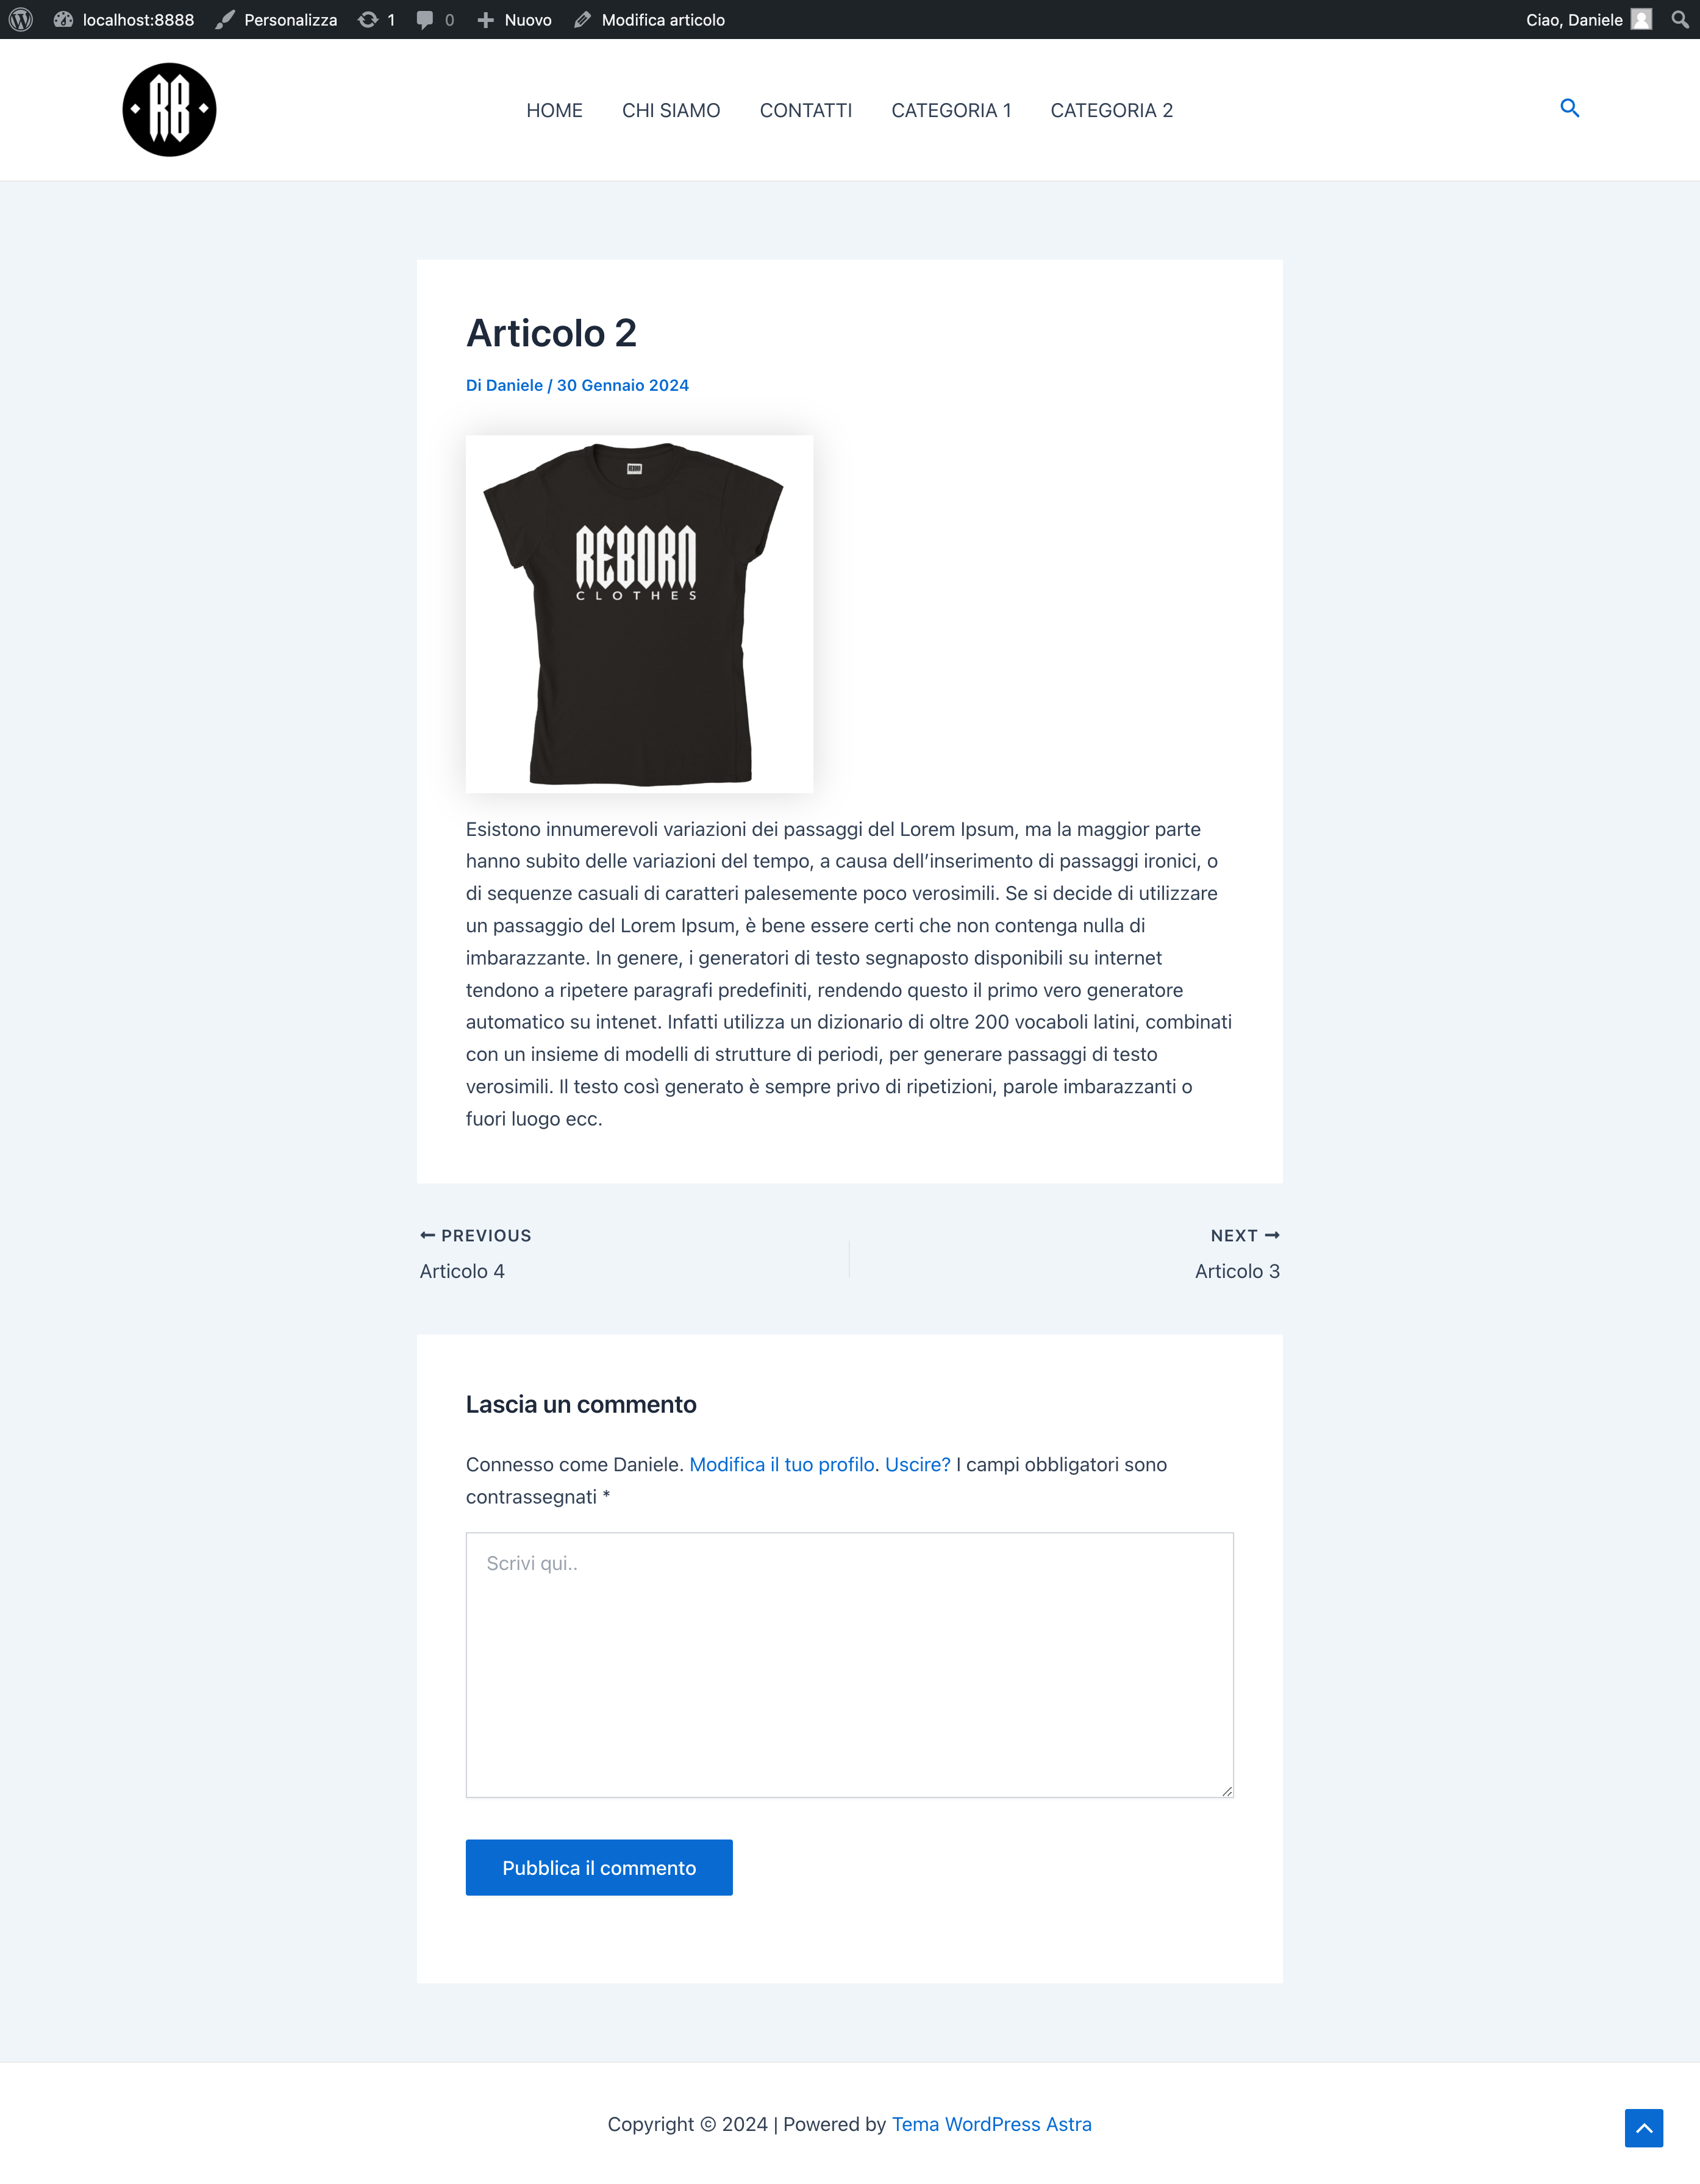 localhost:8888 Personalizza 1 0 Nuovo Modifica articolo Ciao, Daniele
RB HOME CHI SIAMO CONTATTI CATEGORIA 1 CATEGORIA 2
Articolo 2
Di Daniele / 30 Gennaio 2024
REBORN
CLOTHES
Esistono innumerevoli variazioni dei passaggi del Lorem Ipsum, ma la maggior parte
hanno subito delle variazioni del tempo, a causa dell’inserimento di passaggi ironici, o
di sequenze casuali di caratteri palesemente poco verosimili. Se si decide di utilizzare
un passaggio del Lorem Ipsum, è bene essere certi che non contenga nulla di
imbarazzante. In genere, i generatori di testo segnaposto disponibili su internet
tendono a ripetere paragrafi predefiniti, rendendo questo il primo vero generatore
automatico su intenet. Infatti utilizza un dizionario di oltre 200 vocaboli latini, combinati
con un insieme di modelli di strutture di periodi, per generare passaggi di testo
verosimili. Il testo così generato è sempre privo di ripetizioni, parole imbarazzanti o
fuori luogo ecc.
← PREVIOUS NEXT →
Articolo 4 Articolo 3
Lascia un commento
Connesso come Daniele. Modifica il tuo profilo. Uscire? I campi obbligatori sono
contrassegnati *
Scrivi qui..
Pubblica il commento
Copyright © 2024 | Powered by Tema WordPress Astra